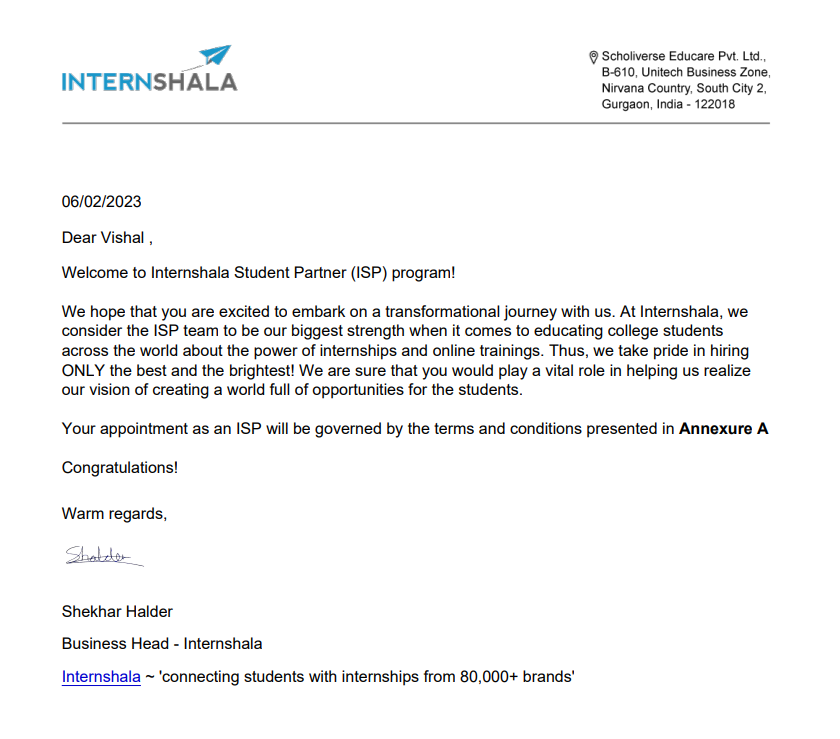 INTERNSHALA
Scholiverse Educare Pvt. Ltd.,
B-610, Unitech Business Zone,
Nirvana Country, South City 2,
Gurgaon, India - 122018
06/02/2023
Dear Vishal ,
Welcome to Internshala Student Partner (ISP) program!
We hope that you are excited to embark on a transformational journey with us. At Internshala, we
consider the ISP team to be our biggest strength when it comes to educating college students
across the world about the power of internships and online trainings. Thus, we take pride in hiring
ONLY the best and the brightest! We are sure that you would play a vital role in helping us realize
our vision of creating a world full of opportunities for the students.
Your appointment as an ISP will be governed by the terms and conditions presented in Annexure A
Congratulations!
Warm regards,
Shalder
Shekhar Halder
Business Head - Internshala
Internshala ~ 'connecting students with internships from 80,000+ brands'